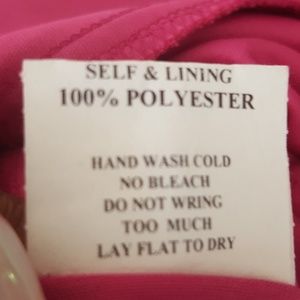 SELF & LINING
100% POLYESTER
HAND WASH COLD
NO BLEACH
DO NOT WRING
TOO MUCH
LAY FLAT TO DRY